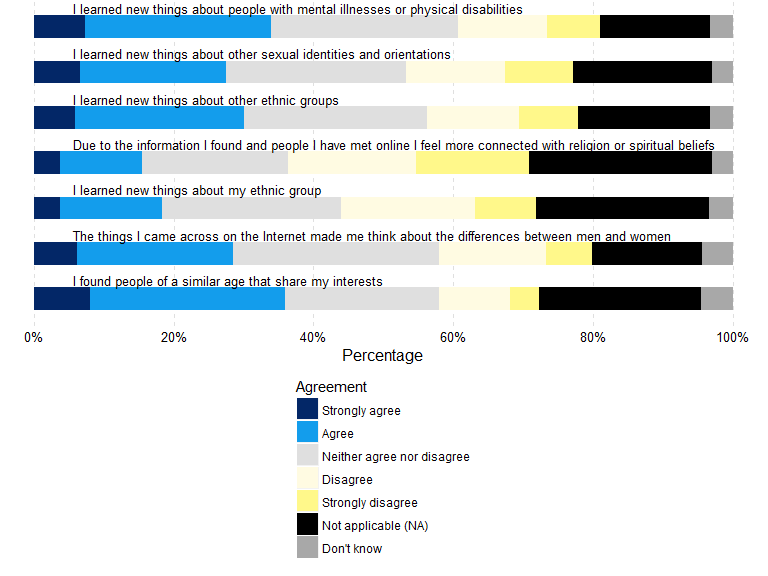 I learned new things about people with mental illnesses or physical disabilities
I learned new things about other sexual identities and orientations
I learned new things about other ethnic groups
Due to the information I found and people I have met online I feel more connected with religion or spiritual beliefs
I learned new things about my ethnic group
The things I came across on the Internet made me think about the differences between men and women
I found people of a similar age that share my interests
0% 20% 40% 60% 80% 100%
Percentage
Agreement
Strongly agree
Agree
Neither agree nor disagree
Disagree
Strongly disagree
Not applicable (NA)
Don't know